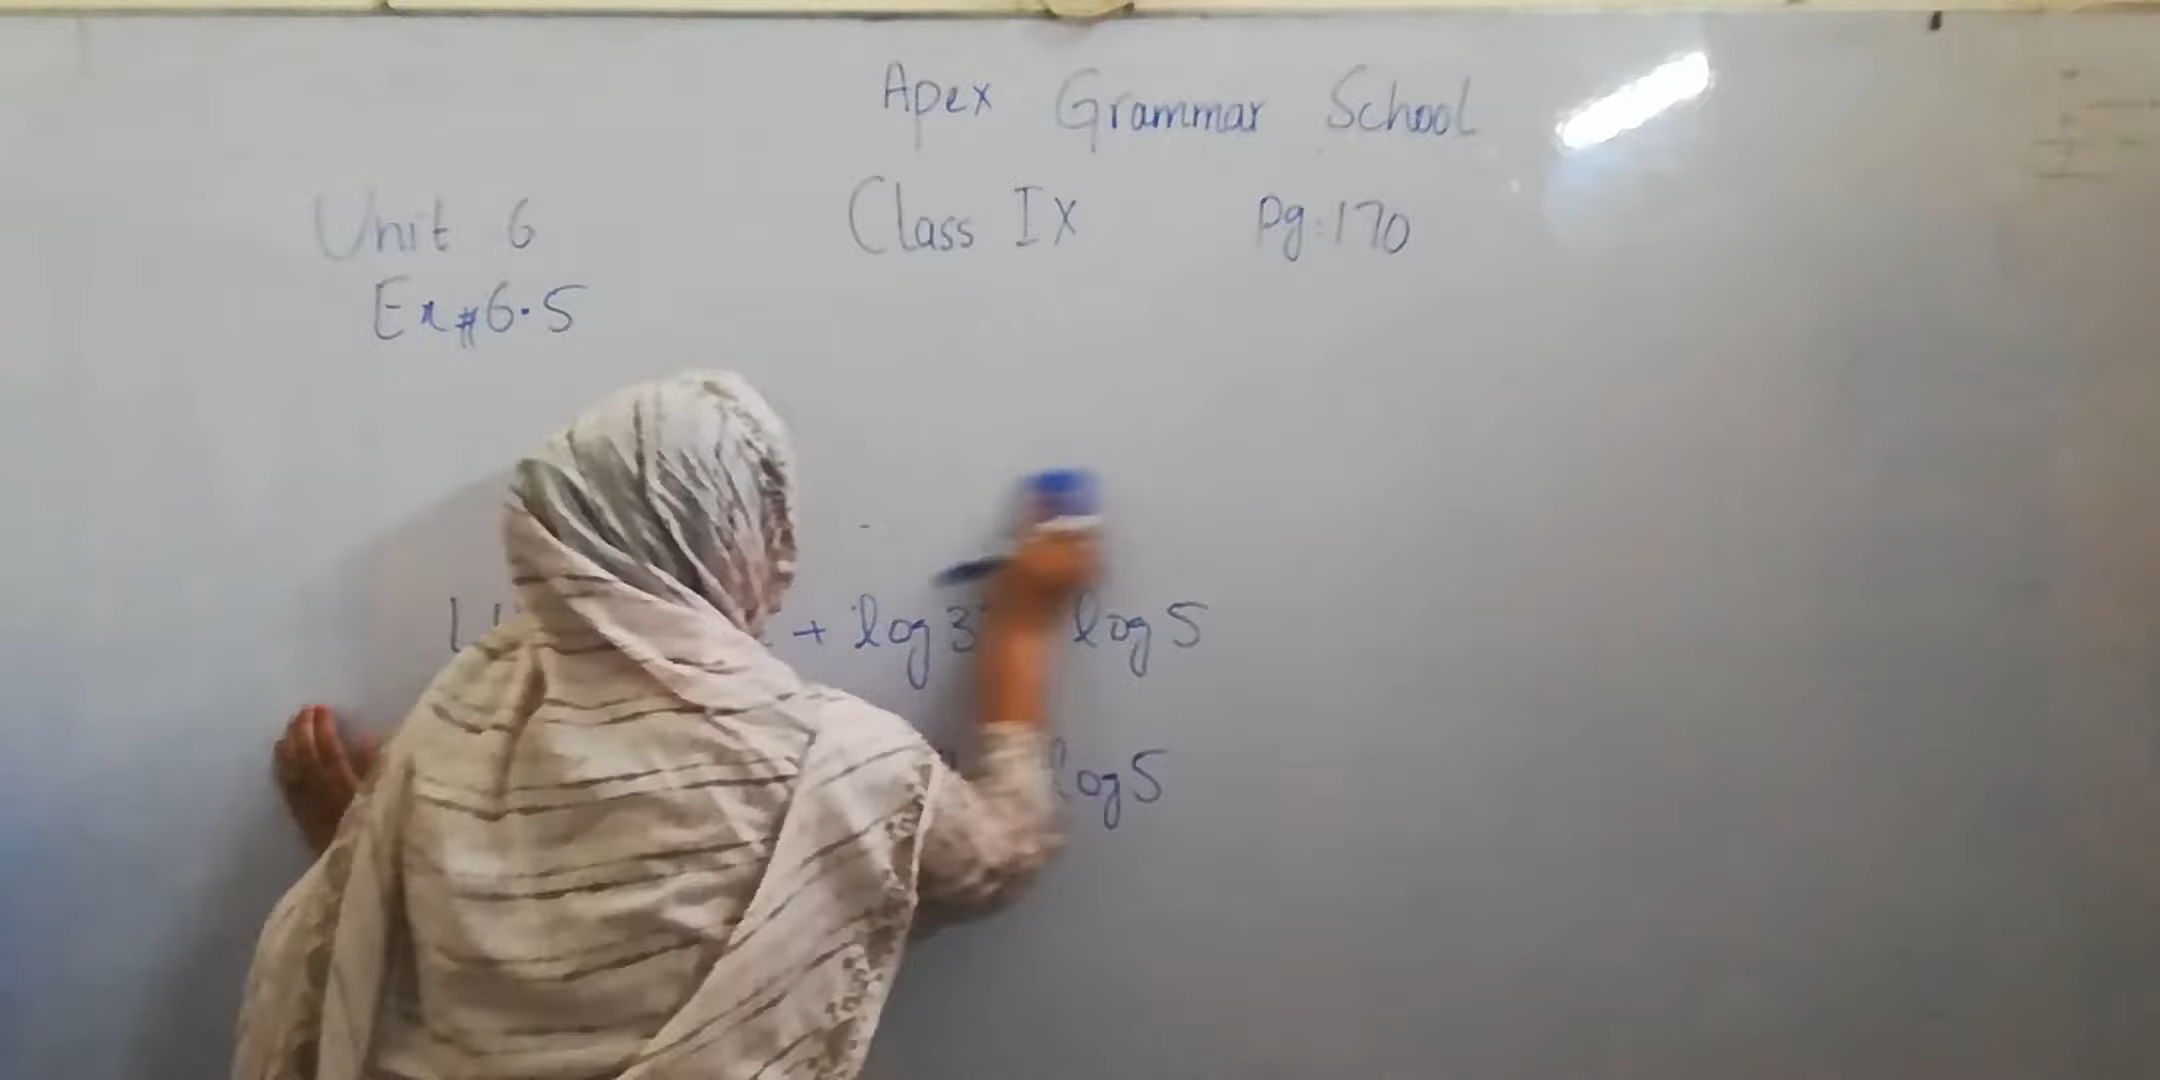 Apex Grammar School
Unit 6 Class IX Pg:170
Ex#6.5
+ log 3 log 5
log 5